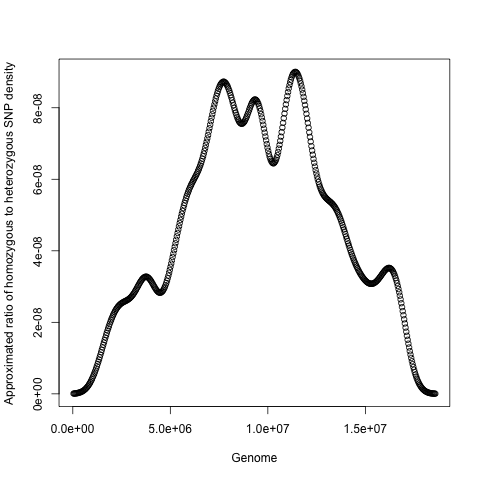 Approximated ratio of homozygous to heterozygous SNP density
8e-08
6e-08
4e-08
2e-08
0e+00
0.0e+00 5.0e+06 1.0e+07 1.5e+07
Genome